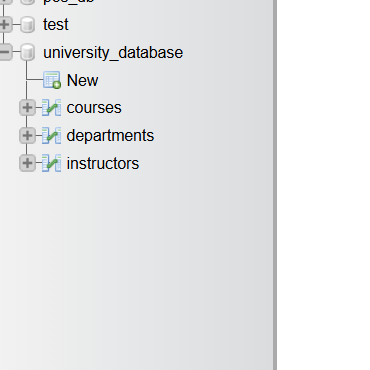 test
university_database
New
courses
departments
instructors